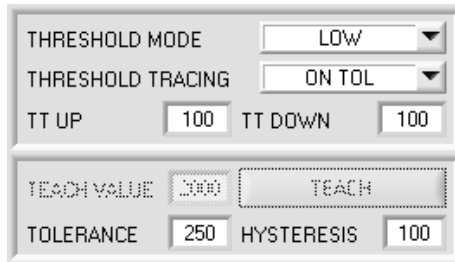 THRESHOLD MODE LOW
THRESHOLD TRACING ON TOL
TT UP 100 TT DOWN 100
TEACH VALUE 2000 TEACH
TOLERANCE 250 HYSTERESIS 100